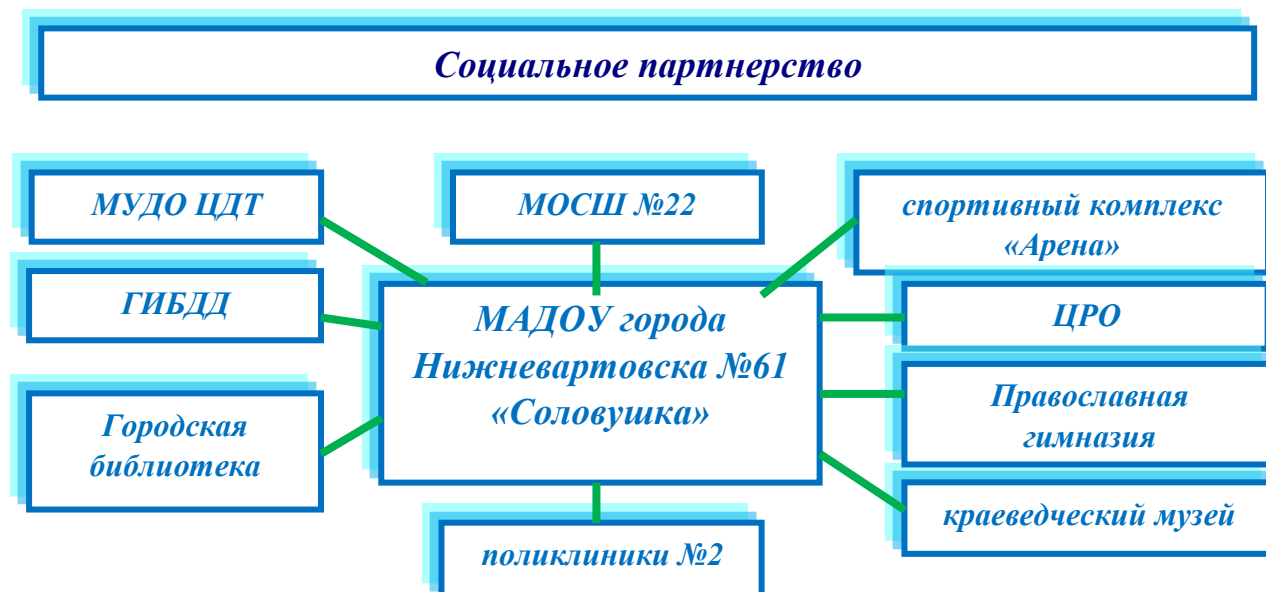 Социальное партнерство
МУДО ЦДТ
МОСШ №22
спортивный комплекс
«Арена»
ГИБДД
МАДОУ города
Нижневартовска №61
«Соловушка»
ЦРО
Городская
библиотека
Православная
гимназия
краеведческий музей
поликлиники №2